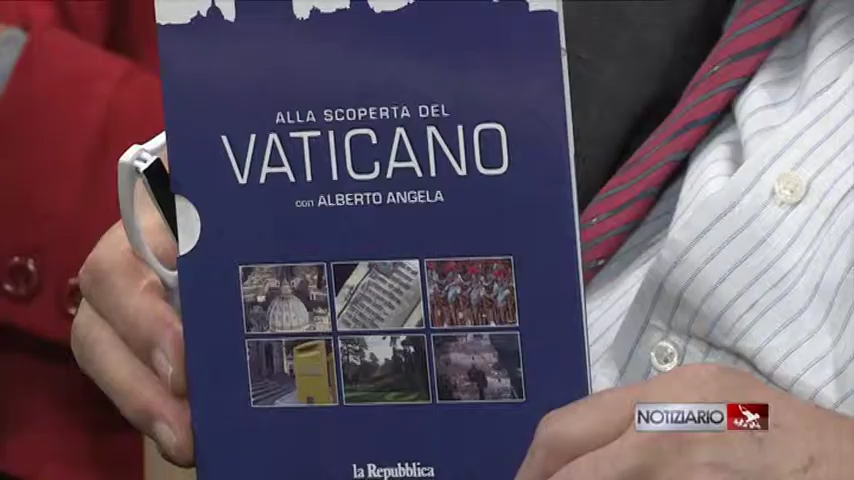 ALLA SCOPERTA DEL
VATICANO
con ALBERTO ANGELA
la Repubblica
NOTIZIARIO